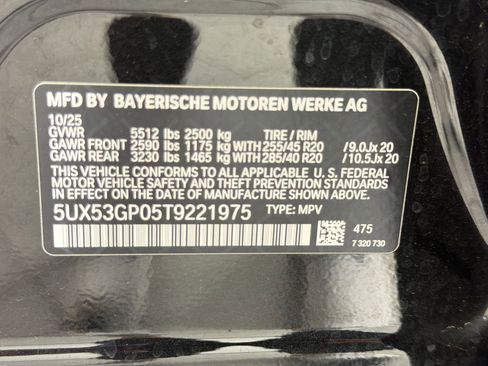 MFD BY BAYERISCHE MOTOREN WERKE AG
10/25
GVWR 5512 lbs 2500 kg TIRE / RIM
GAWR FRONT 2590 lbs 1175 kg WITH 255/45 R20 / 9.0Jx 20
GAWR REAR 3230 lbs 1465 kg WITH 285/40 R20 / 10.5Jx 20
THIS VEHICLE CONFORMS TO ALL APPLICABLE U. S. FEDERAL
MOTOR VEHICLE SAFETY, BUMPER, AND THEFT PREVENTION STANDARDS
IN EFFECT ON THE DATE OF MANUFACTURE SHOWN ABOVE.
5UX53GP05T9221975 TYPE: MPV
475
7 320 730